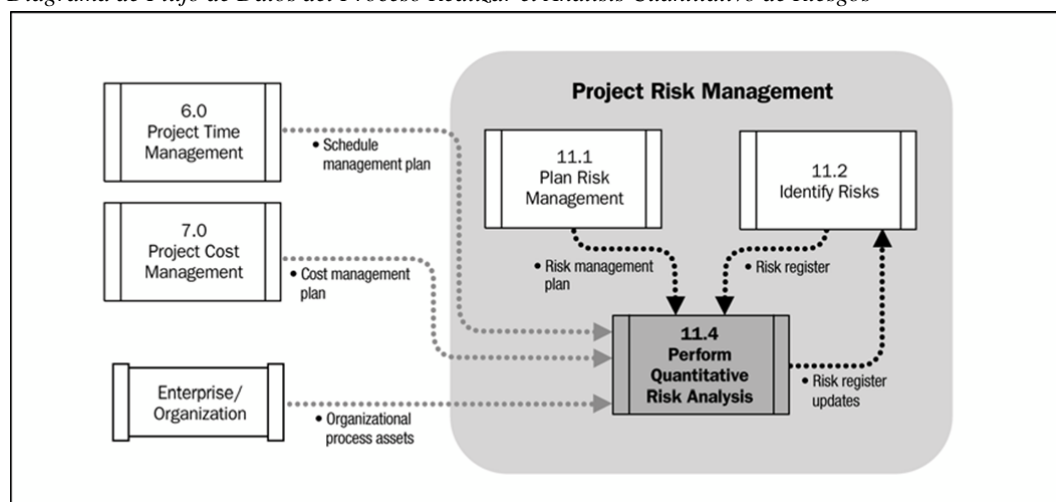 Diagrama de Flujo de Datos del Proceso Realizar el Análisis Cuantitativo de Riesgos
Project Risk Management
6.0
Project Time
Management
• Schedule
management plan
11.1
Plan Risk
Management
11.2
Identify Risks
7.0
Project Cost
Management
• Cost management
plan
• Risk management
plan
• Risk register
11.4
Perform
Quantitative
Risk Analysis
• Risk register
updates
Enterprise/
Organization
• Organizational
process assets